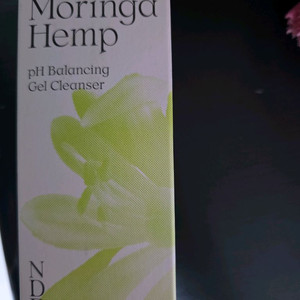 Moringa
Hemp
pH Balancing
Gel Cleanser
N
D